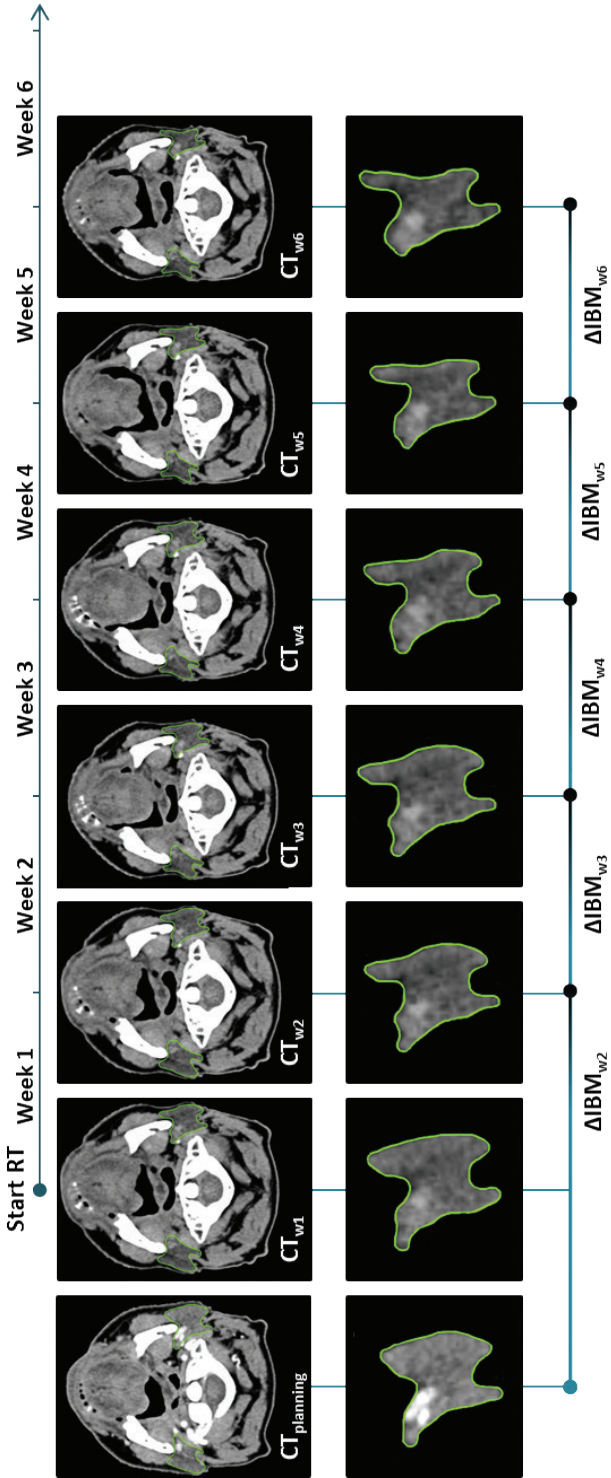 Start RT
Week 1
Week 2
Week 3
Week 4
Week 5
Week 6
CTplanning
CTw1
CTw2
CTw3
CTw4
CTw5
CTw6
ΔIBMw2
ΔIBMw3
ΔIBMw4
ΔIBMw5
ΔIBMw6